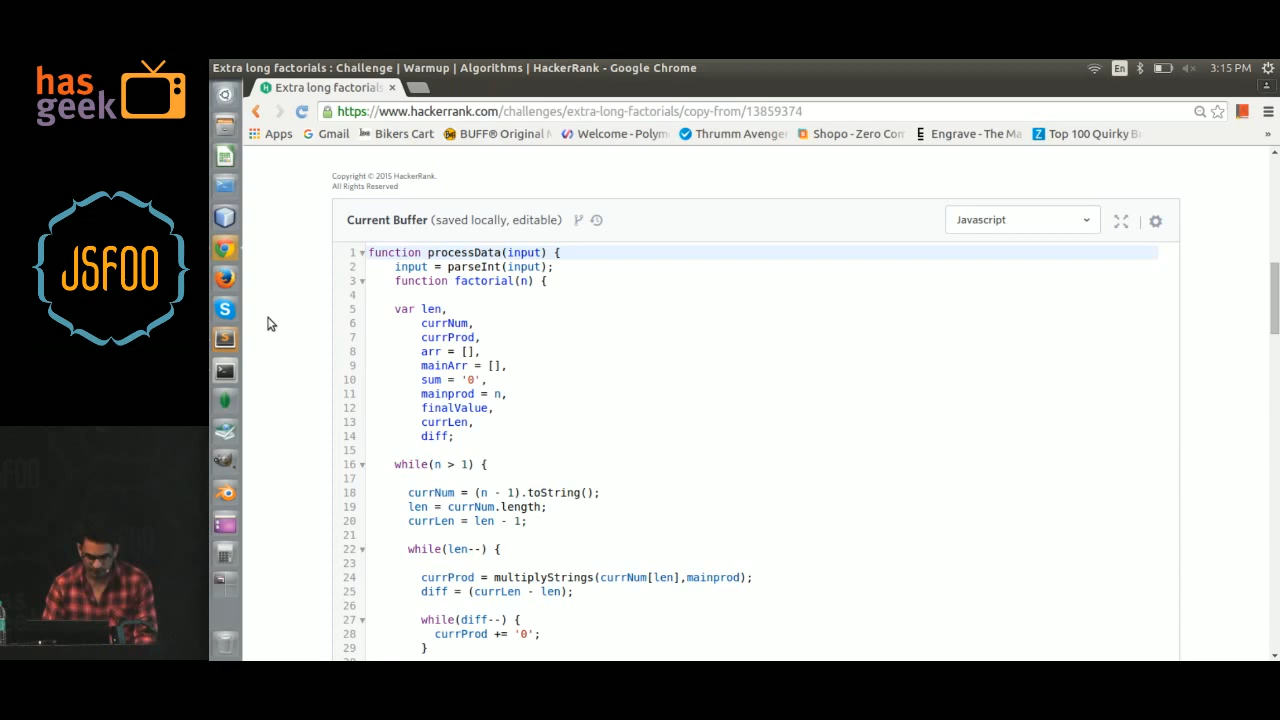 has
geek
JSFOO
Extra long factorials : Challenge | Warmup | Algorithms | HackerRank - Google Chrome
En
3:15 PM
Extra long factorials
https://www.hackerrank.com/challenges/extra-long-factorials/copy-from/13859374
Apps
Gmail
Bikers Cart
BUFF® Original
Welcome - Polym
Thrumm Avenge
Shopo - Zero Con
Engrave - The Ma
Top 100 Quirky B
»
Copyright © 2015 HackerRank.
All Rights Reserved
Current Buffer (saved locally, editable)
Javascript
1 function processData(input) {
2 input = parseInt(input);
3 function factorial(n) {
4
5 var len,
6 currNum,
7 currProd,
8 arr = [],
9 mainArr = [],
10 sum = '0',
11 mainprod = n,
12 finalValue,
13 currLen,
14 diff;
15
16 while(n > 1) {
17
18 currNum = (n - 1).toString();
19 len = currNum.length;
20 currLen = len - 1;
21
22 while(len--) {
23
24 currProd = multiplyStrings(currNum[len],mainprod);
25 diff = (currLen - len);
26
27 while(diff--) {
28 currProd += '0';
29 }